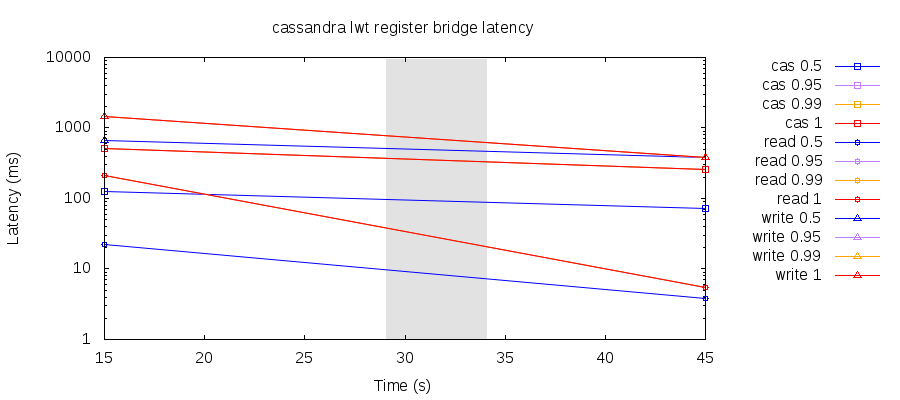 cassandra lwt register bridge latency
10000
1000
100
10
1
Latency (ms)
15 20 25 30 35 40 45
Time (s)
cas 0.5
cas 0.95
cas 0.99
cas 1
read 0.5
read 0.95
read 0.99
read 1
write 0.5
write 0.95
write 0.99
write 1